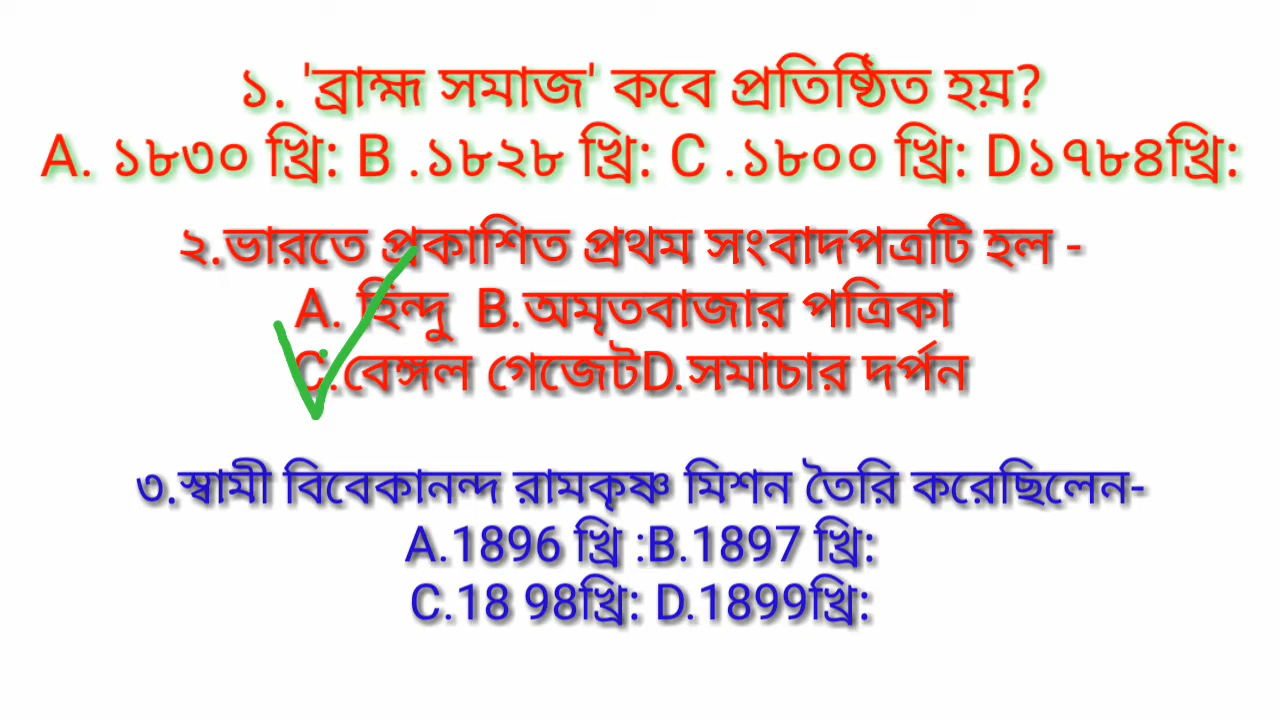 ১. 'ব্রাহ্ম সমাজ' কবে প্রতিষ্ঠিত হয়?
A. ১৮৩০ খ্রি: B .১৮২৮ খ্রি: C .১৮০০ খ্রি: D১৭৮৪খ্রি:
২.ভারতে প্রকাশিত প্রথম সংবাদপত্রটি হল -
A. হিন্দু B.অমৃতবাজার পত্রিকা
C.বেঙ্গল গেজেটD.সমাচার দর্পন
৩.স্বামী বিবেকানন্দ রামকৃষ্ণ মিশন তৈরি করেছিলেন-
A.1896 খ্রি :B.1897 খ্রি:
C.18 98খ্রি: D.1899খ্রি: